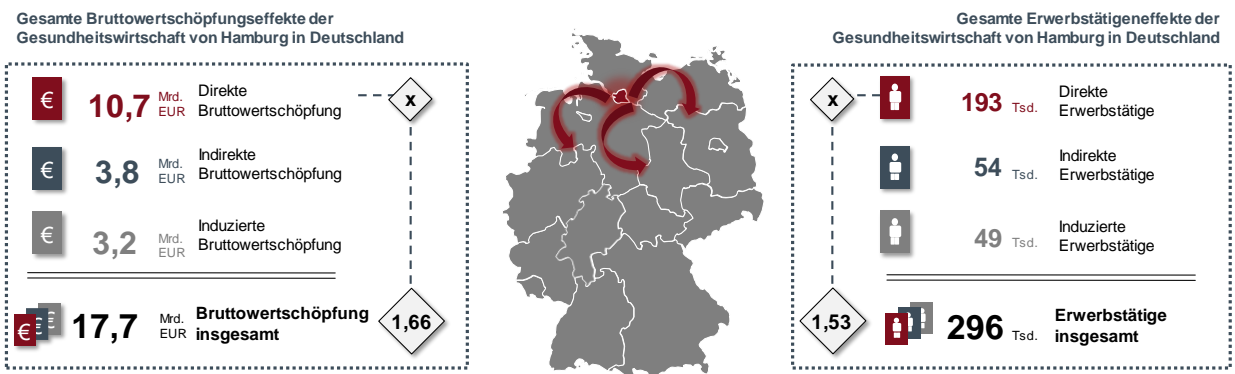 Gesamte Bruttowertschöpfungseffekte der
Gesundheitswirtschaft von Hamburg in Deutschland
€
10,7
Mrd.
EUR
Direkte
Bruttowertschöpfung
x
€
3,8
Mrd.
EUR
Indirekte
Bruttowertschöpfung
€
3,2
Mrd.
EUR
Induzierte
Bruttowertschöpfung
€€€
17,7
Mrd.
EUR
Bruttowertschöpfung
insgesamt
1,66
Gesamte Erwerbstätigeneffekte der
Gesundheitswirtschaft von Hamburg in Deutschland
x
193
Tsd.
Direkte
Erwerbstätige
54
Tsd.
Indirekte
Erwerbstätige
49
Tsd.
Induzierte
Erwerbstätige
1,53
296
Tsd.
Erwerbstätige
insgesamt